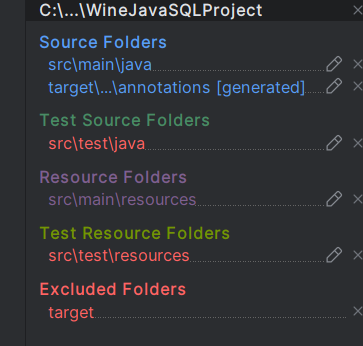 C:\...\WineJavaSQLProject
Source Folders
src\main\java
target\...\annotations [generated]
Test Source Folders
src\test\java
Resource Folders
src\main\resources
Test Resource Folders
src\test\resources
Excluded Folders
target